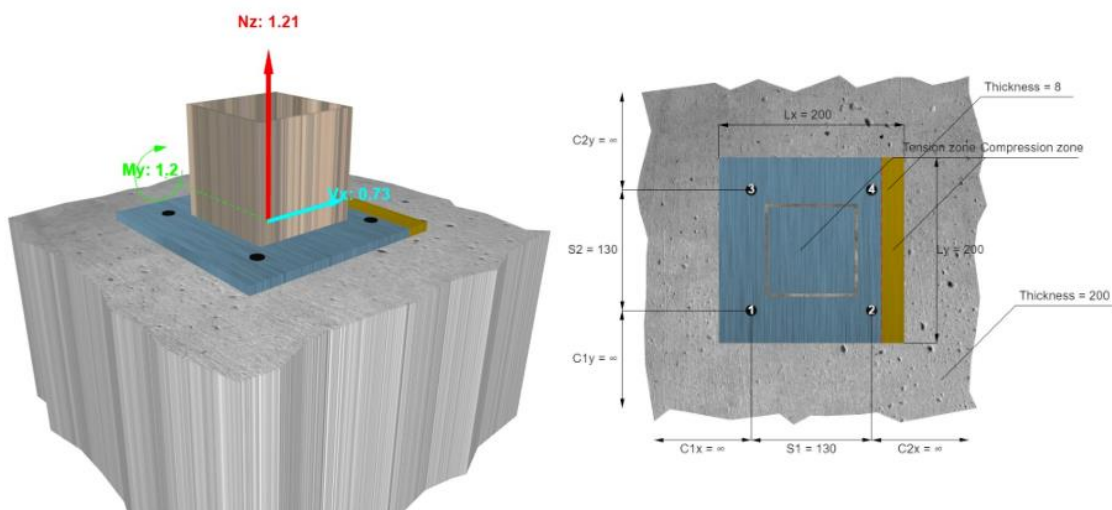 Nz: 1.21
My: 1.2
Vx: 0.73
Thickness = 8
Lx = 200
C2y = ∞
Tension zone
Compression zone
3
4
S2 = 130
Ly = 200
Thickness = 200
1
2
C1y = ∞
C1x = ∞
S1 = 130
C2x = ∞